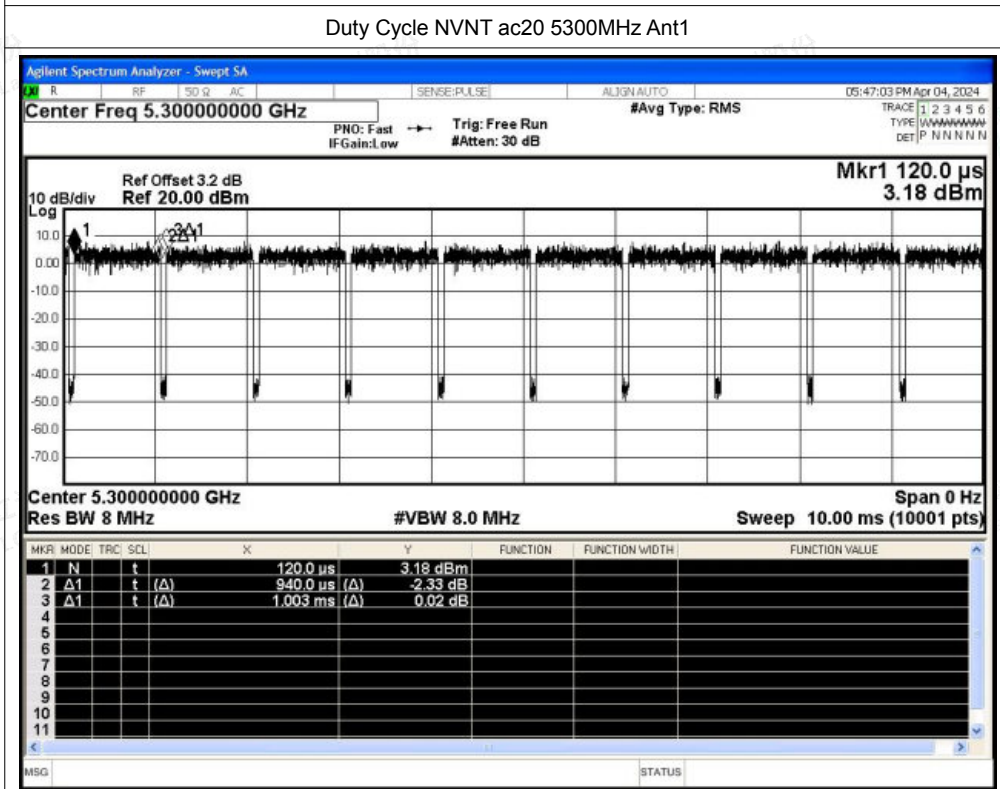 Duty Cycle NVNT ac20 5300MHz Ant1
Agilent Spectrum Analyzer - Swept SA
R RF 50 Ω AC SENSE:PULSE ALIGN AUTO 05:47:03 PM Apr 04, 2024
Center Freq 5.300000000 GHz #Avg Type: RMS TRACE 1 2 3 4 5 6
PNO: Fast Trig: Free Run TYPE
IFGain:Low #Atten: 30 dB DET P N N N N N
Mkr1 120.0 µs
Ref Offset 3.2 dB
10 dB/div Ref 20.00 dBm 3.18 dBm
Log
1 2Δ1 3Δ1
10.0
0.00
-10.0
-20.0
-30.0
-40.0
-50.0
-60.0
-70.0
Center 5.300000000 GHz Span 0 Hz
Res BW 8 MHz #VBW 8.0 MHz Sweep 10.00 ms (10001 pts)
MKR MODE TRC SCL X Y FUNCTION FUNCTION WIDTH FUNCTION VALUE
1 N t 120.0 µs 3.18 dBm
2 Δ1 t (Δ) 940.0 µs (Δ) -2.33 dB
3 Δ1 t (Δ) 1.003 ms (Δ) 0.02 dB
4
5
6
7
8
9
10
11
MSG STATUS